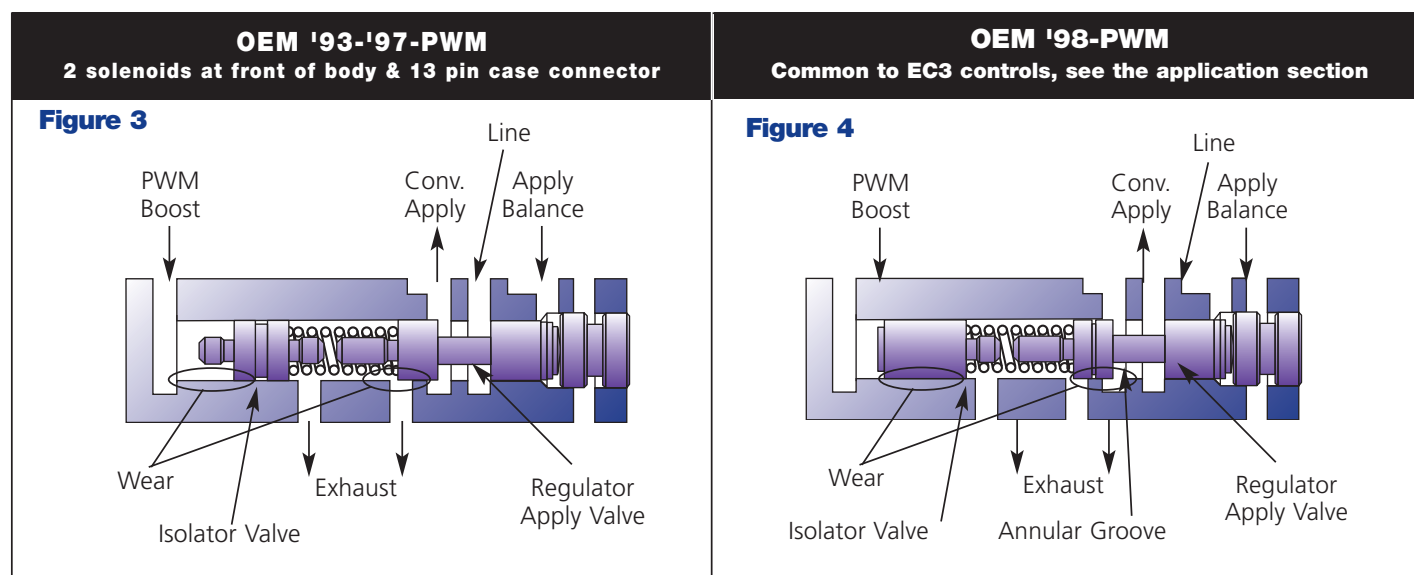 OEM '93-'97-PWM
2 solenoids at front of body & 13 pin case connector
Figure 3
Line
PWM
Boost
Conv.
Apply
Apply
Balance
Wear
Exhaust
Regulator
Apply Valve
Isolator Valve
OEM '98-PWM
Common to EC3 controls, see the application section
Figure 4
Line
PWM
Boost
Conv.
Apply
Apply
Balance
Wear
Exhaust
Regulator
Apply Valve
Isolator Valve
Annular Groove